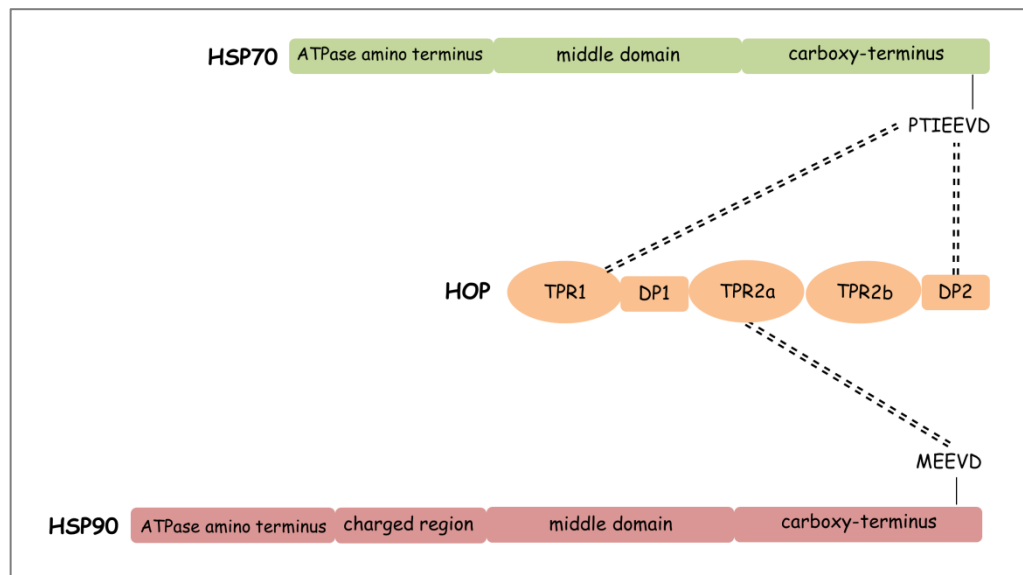 HSP70 ATPase amino terminus middle domain carboxy-terminus
PTIEEVD
HOP TPR1 DP1 TPR2a TPR2b DP2
MEEVD
HSP90 ATPase amino terminus charged region middle domain carboxy-terminus